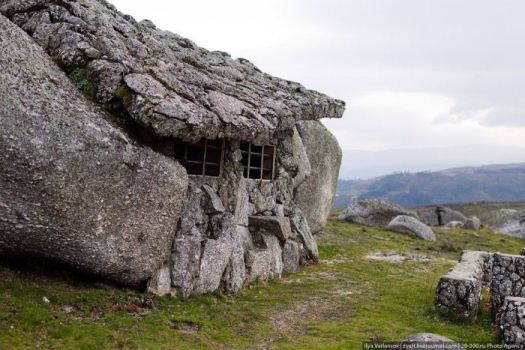 Ilya Varlamov | zyalt.livejournal.com | 28-300.ru Photo Agency